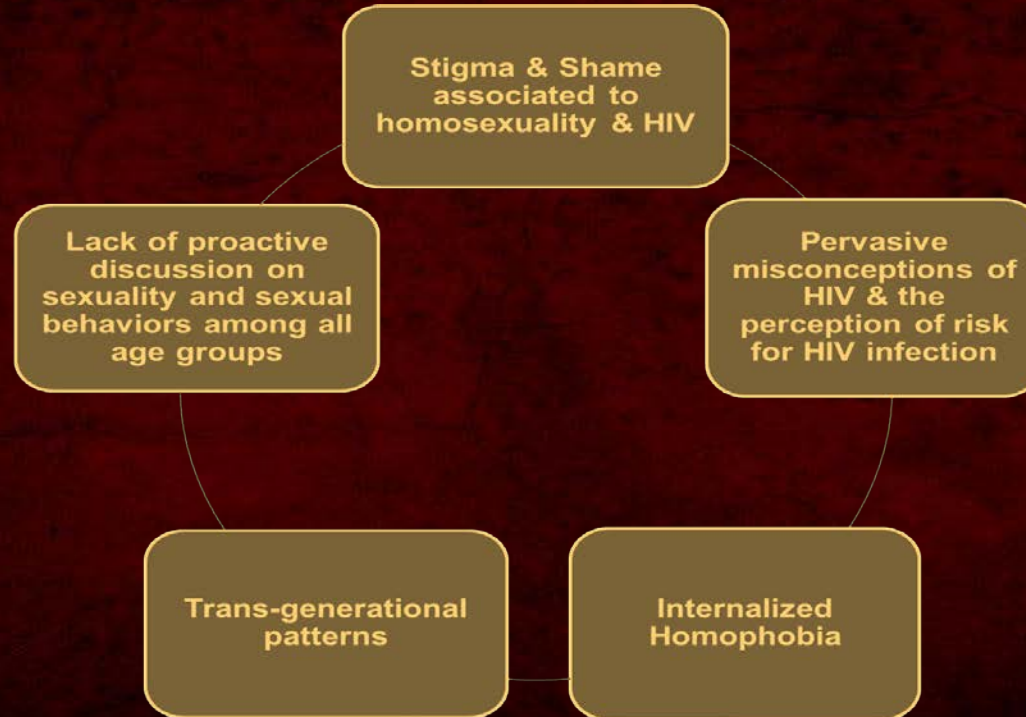 Stigma & Shame
associated to
homosexuality & HIV
Pervasive
misconceptions of
HIV & the
perception of risk
for HIV infection
Internalized
Homophobia
Trans-generational
patterns
Lack of proactive
discussion on
sexuality and sexual
behaviors among all
age groups